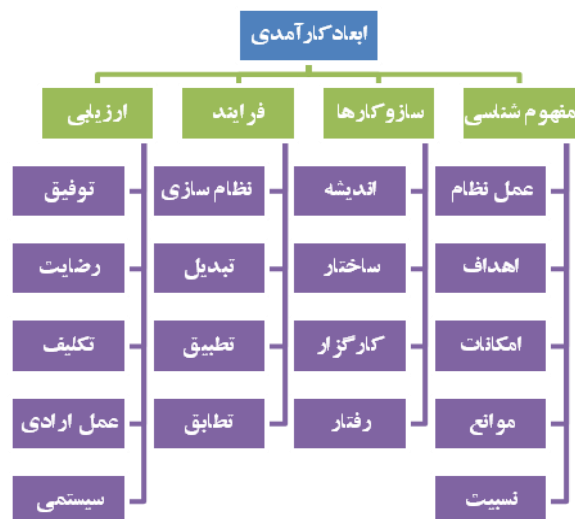 ابعاد کارآمدی
مفهوم شناسی
عمل نظام
اهداف
امکانات
موانع
نسبیت
سازوکارها
اندیشه
ساختار
کارگزار
رفتار
فرایند
نظام سازی
تبدیل
تطبیق
تطابق
ارزیابی
توفیق
رضایت
تکلیف
عمل ارادی
سیستمی